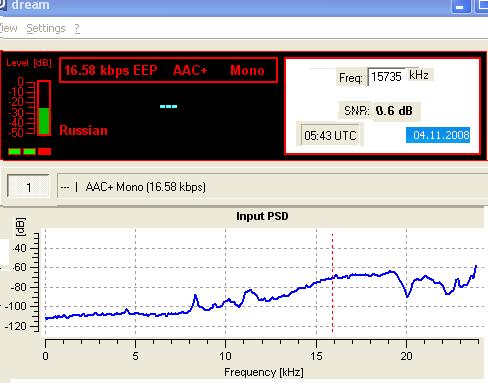 dream
View Settings ?
Level [dB]
0
-10
-20
-30
-40
-50
16.58 kbps EEP AAC+ Mono
---
Russian
Freq: 15735 kHz
SNR: 0.6 dB
05:43 UTC
04.11.2008
1
--- | AAC+ Mono (16.58 kbps)
Input PSD
[dB]
-40
-60
-80
-100
-120
0 5 10 15 20
Frequency [kHz]